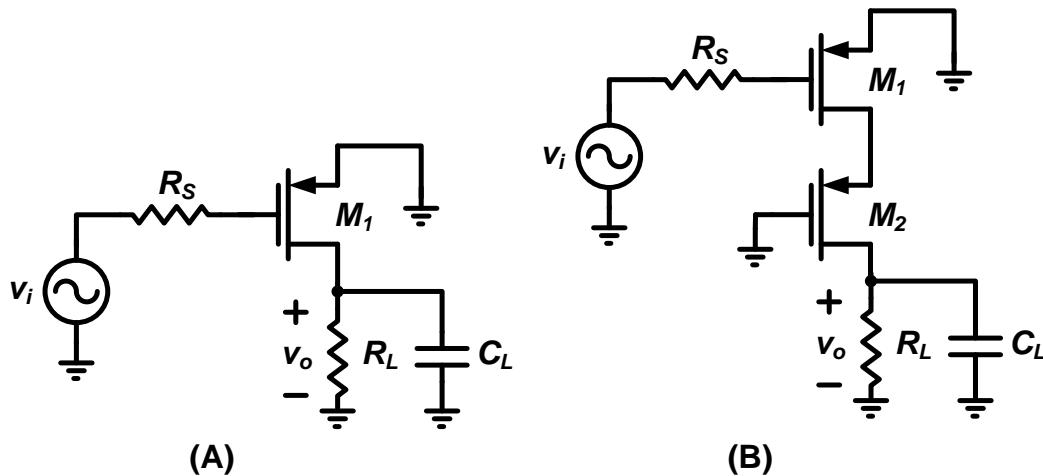 R_S
v_i
M_1
+
v_o
−
R_L
C_L
(A)
R_S
v_i
M_1
M_2
+
v_o
−
R_L
C_L
(B)